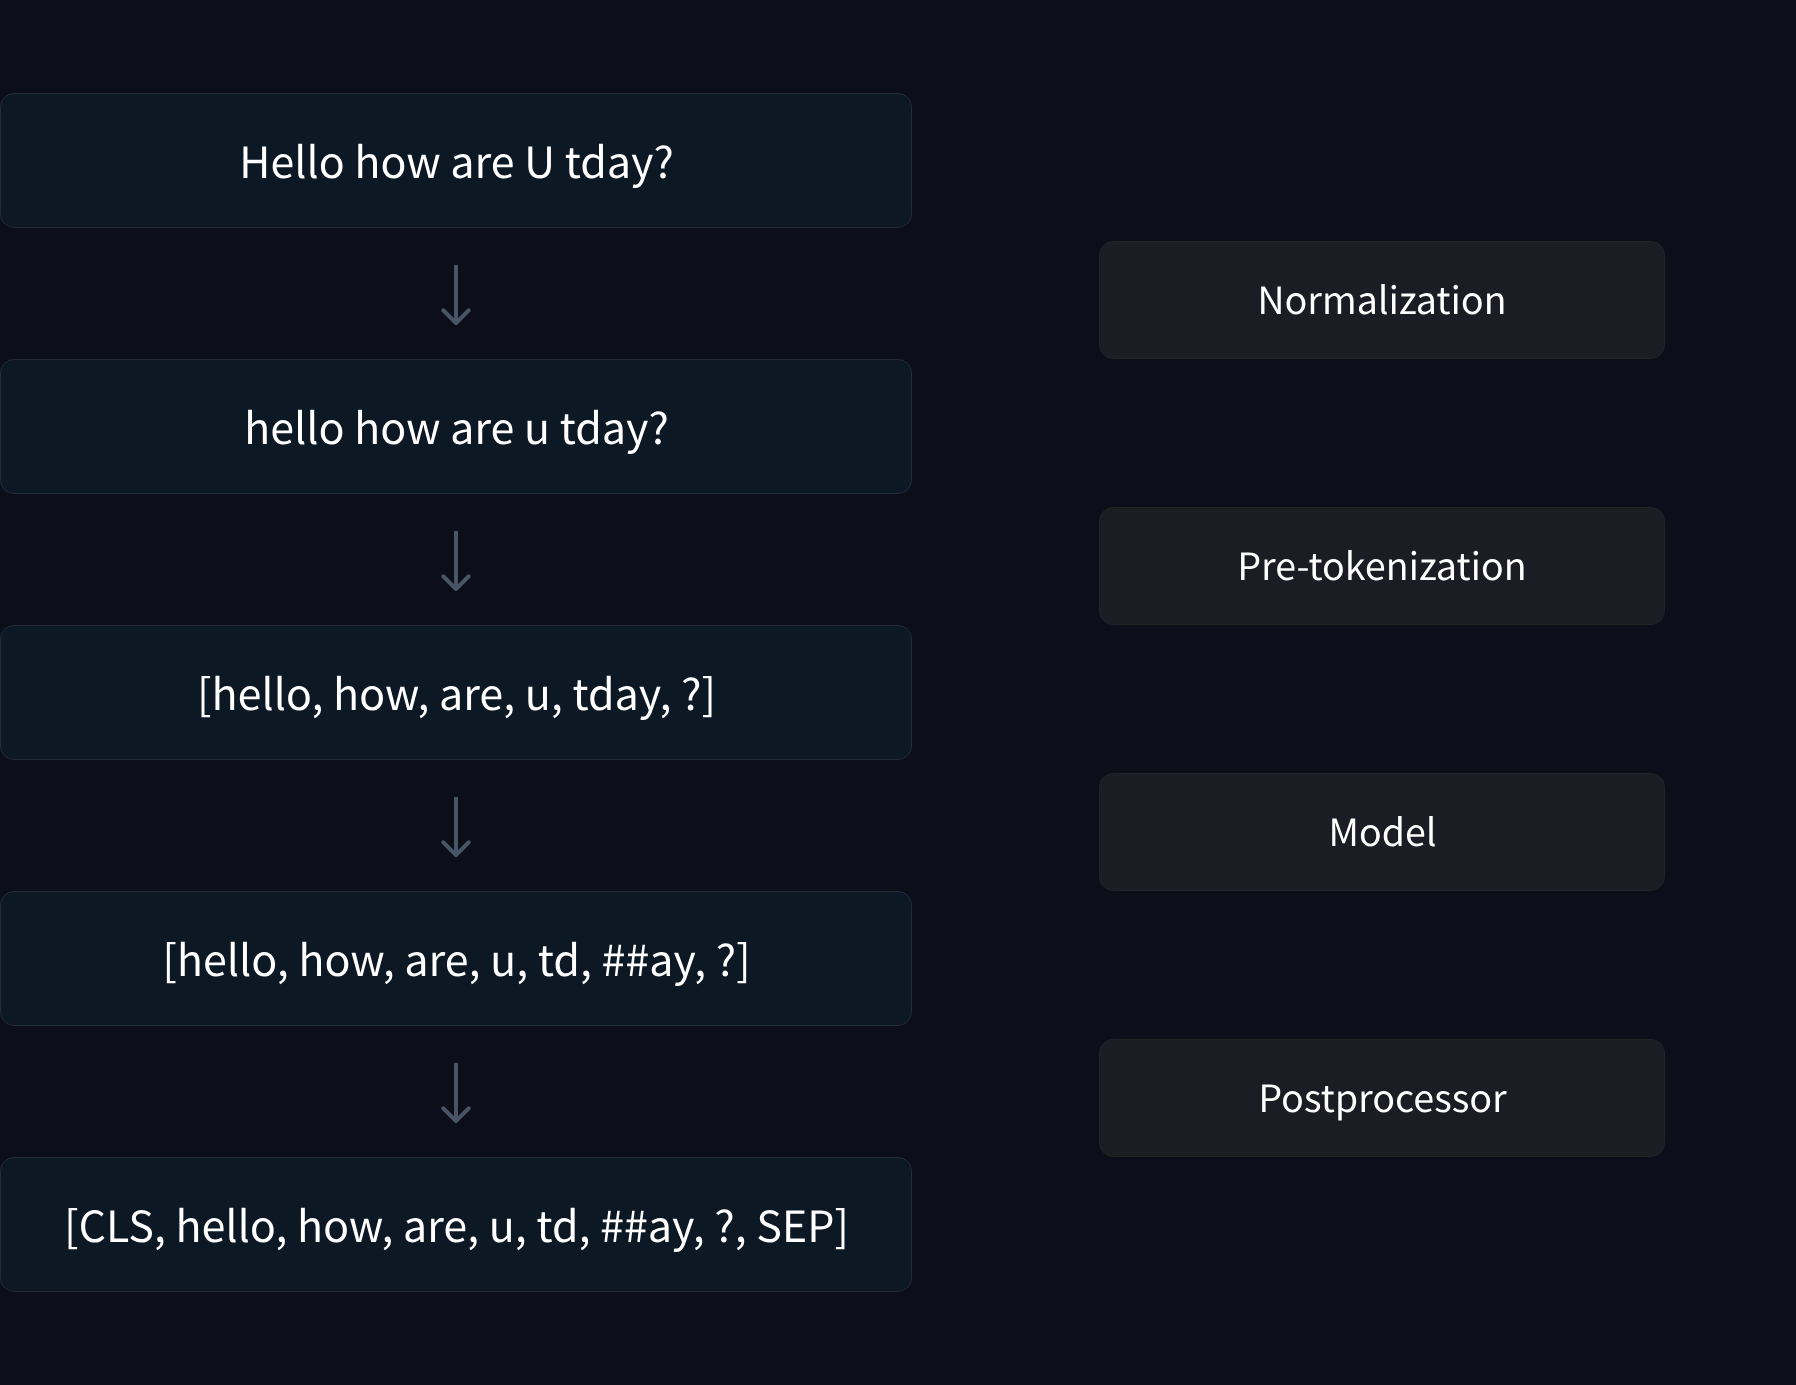 Hello how are U tday?
Normalization
hello how are u tday?
Pre-tokenization
[hello, how, are, u, tday, ?]
Model
[hello, how, are, u, td, ##ay, ?]
Postprocessor
[CLS, hello, how, are, u, td, ##ay, ?, SEP]